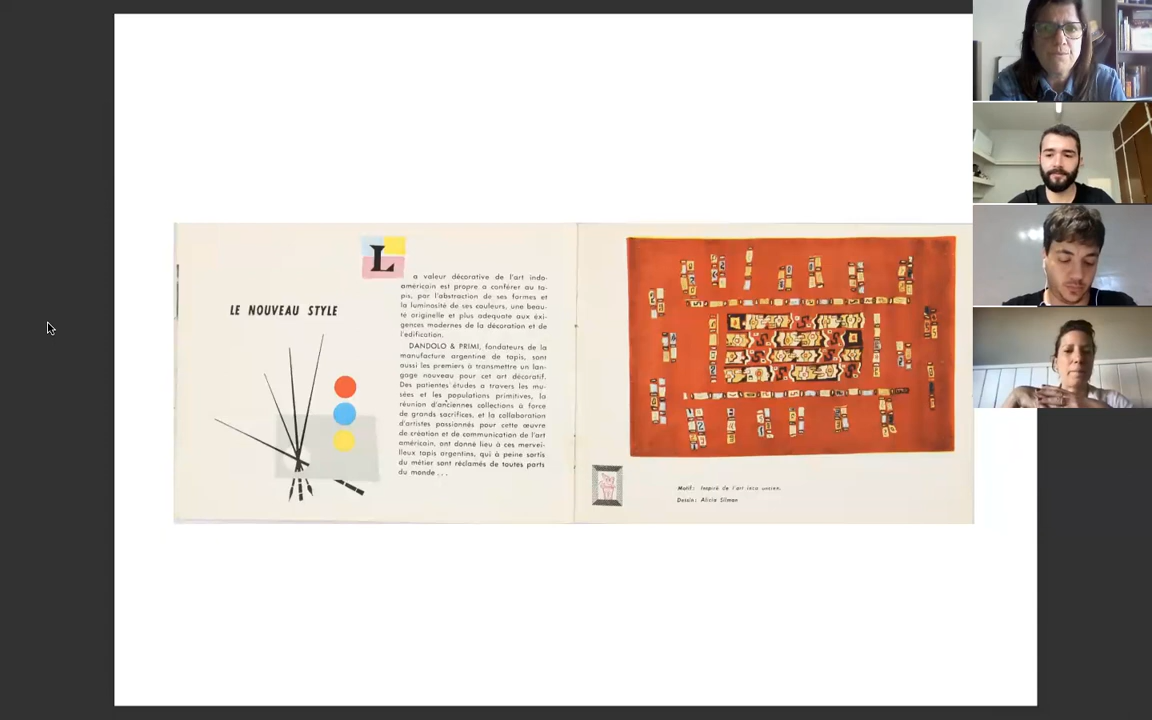 LE NOUVEAU STYLE
L
a valeur décorative de l'art indo-
américain est propre a conférer au ta-
pis, par l'abstraction de ses formes et
la luminosité de ses couleurs, une beau-
té originelle et plus adequate aux éxi-
gences modernes de la décoration et de
l'edification.
DANDOLO & PRIMI, fondateurs de la
manufacture argentine de tapis, sont
aussi les premiers à transmettre un lan-
gage nouveau pour cet art décoratif.
Des patientes études a travers les mu-
sées et les populations primitives, la
réunion d'anciennes collections à force
de grands sacrifices, et la collaboration
d'artistes passionnés pour cette œuvre
de création et de communication de l'art
américain, ont donné lieu à ces mervei-
lleux tapis argentins, qui à peine sortis
du métier sont réclamés de toutes parts
du monde . . .
Motif: Inspiré de l'art inca ancien.
Dessin: Alicia Silman